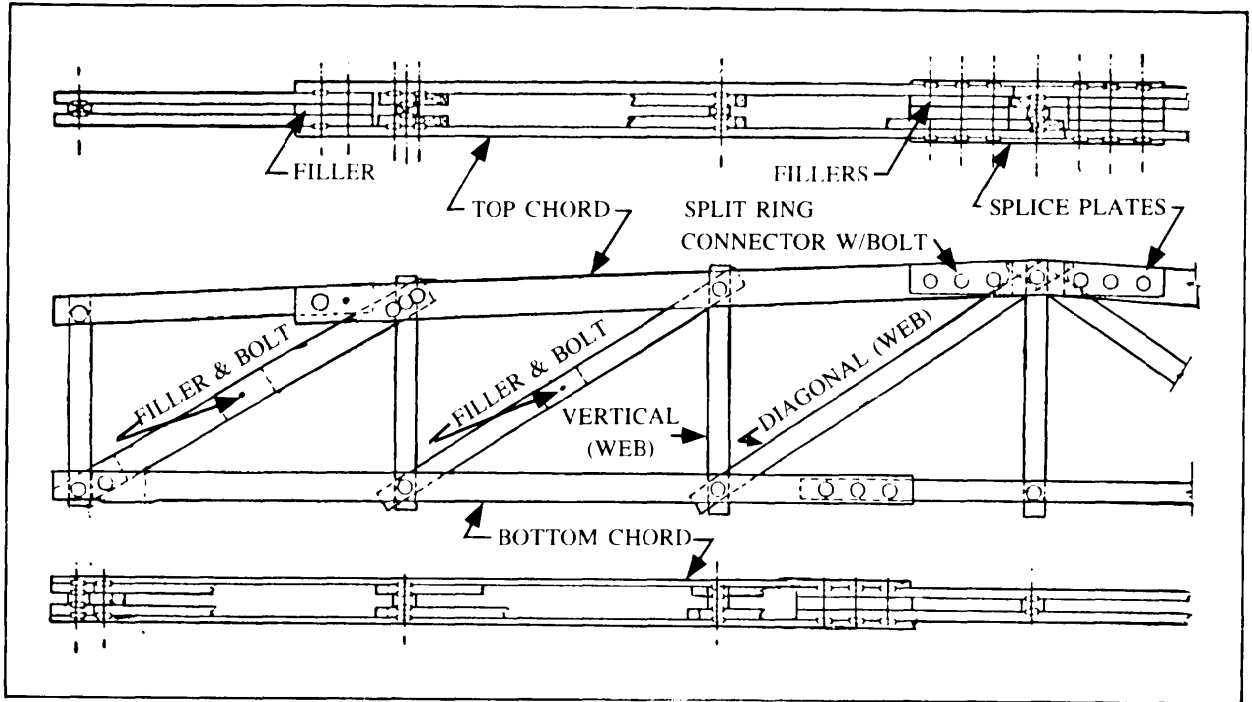 FILLER
FILLERS
TOP CHORD
SPLIT RING
CONNECTOR W/BOLT
SPLICE PLATES
FILLER & BOLT
FILLER & BOLT
VERTICAL
(WEB)
DIAGONAL (WEB)
BOTTOM CHORD